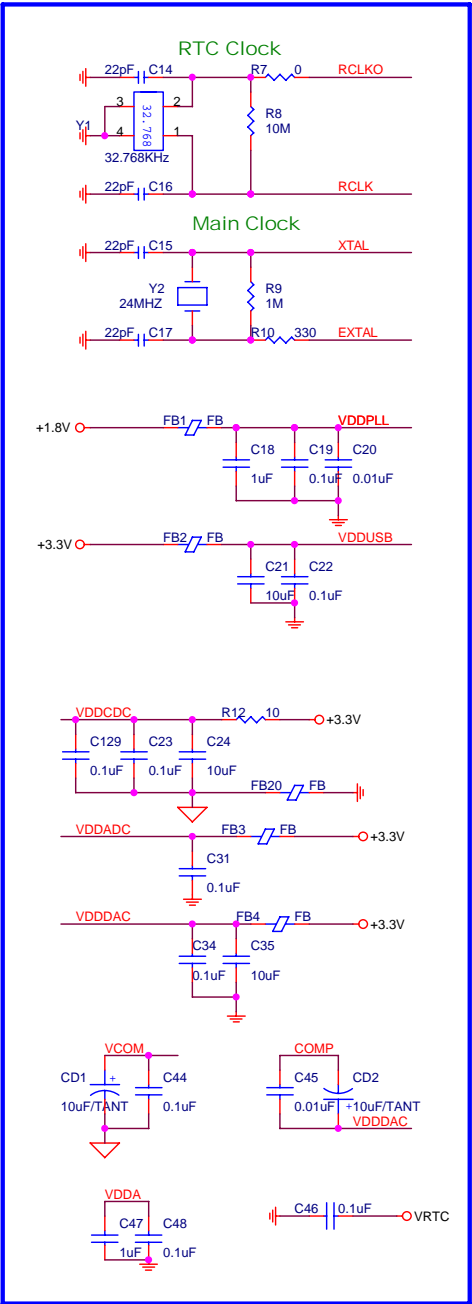 RTC Clock
22pF C14 R7 0 RCLKO
3 2
R8
10M
Y1
32.768
4 1
32.768KHz
22pF C16 RCLK
Main Clock
22pF C15 XTAL
Y2
24MHZ
R9
1M
22pF C17 R10 330 EXTAL
+1.8V FB1 FB VDDPLL
C18 C19 C20
1uF 0.1uF 0.01uF
+3.3V FB2 FB VDDUSB
C21 C22
10uF 0.1uF
VDDCDC R12 10 +3.3V
C129 C23 C24
0.1uF 0.1uF 10uF
FB20 FB
VDDADC FB3 FB +3.3V
C31
0.1uF
VDDDAC FB4 FB +3.3V
C34 C35
0.1uF 10uF
VCOM COMP
CD1 + C44 C45 CD2
10uF/TANT 0.1uF 0.01uF +10uF/TANT
VDDDAC
VDDA
C47 C48
1uF 0.1uF
C46 0.1uF VRTC